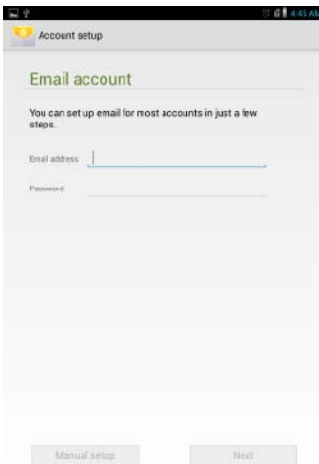 4:45 AM
Account setup
Email account
You can set up email for most accounts in just a few
steps.
Email address
Password
Manual setup
Next